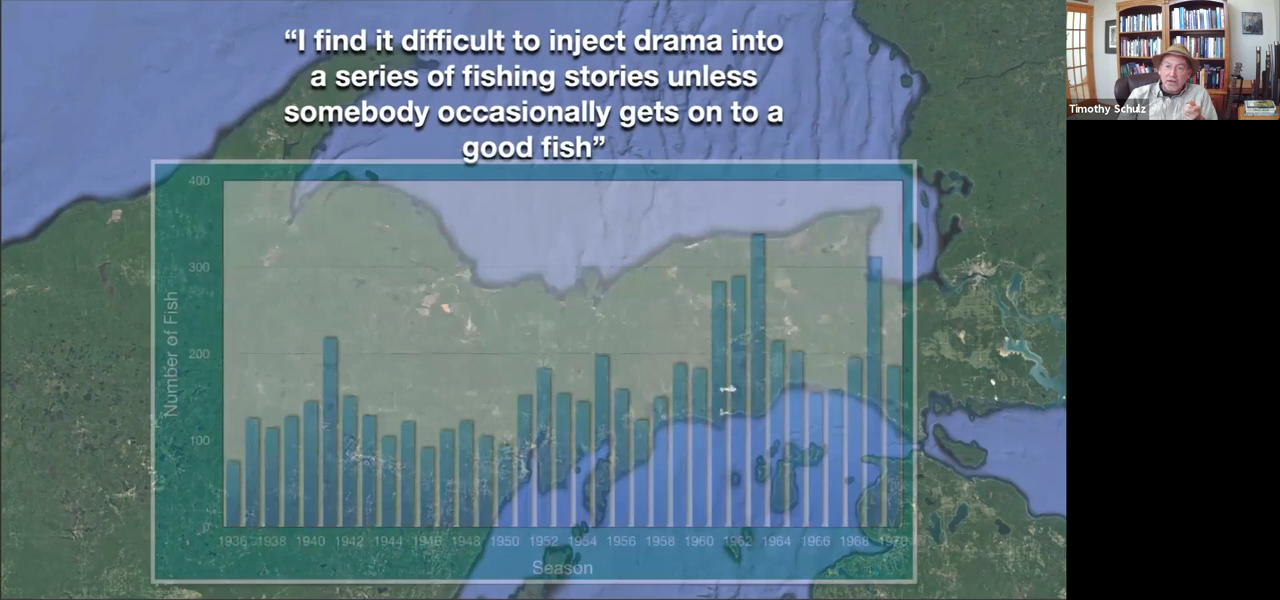 “I find it difficult to inject drama into
a series of fishing stories unless
somebody occasionally gets on to a
good fish”
Timothy Schulz
400
300
200
100
0
Number of Fish
1936 1938 1940 1942 1944 1946 1948 1950 1952 1954 1956 1958 1960 1962 1964 1966 1968 1970
Season